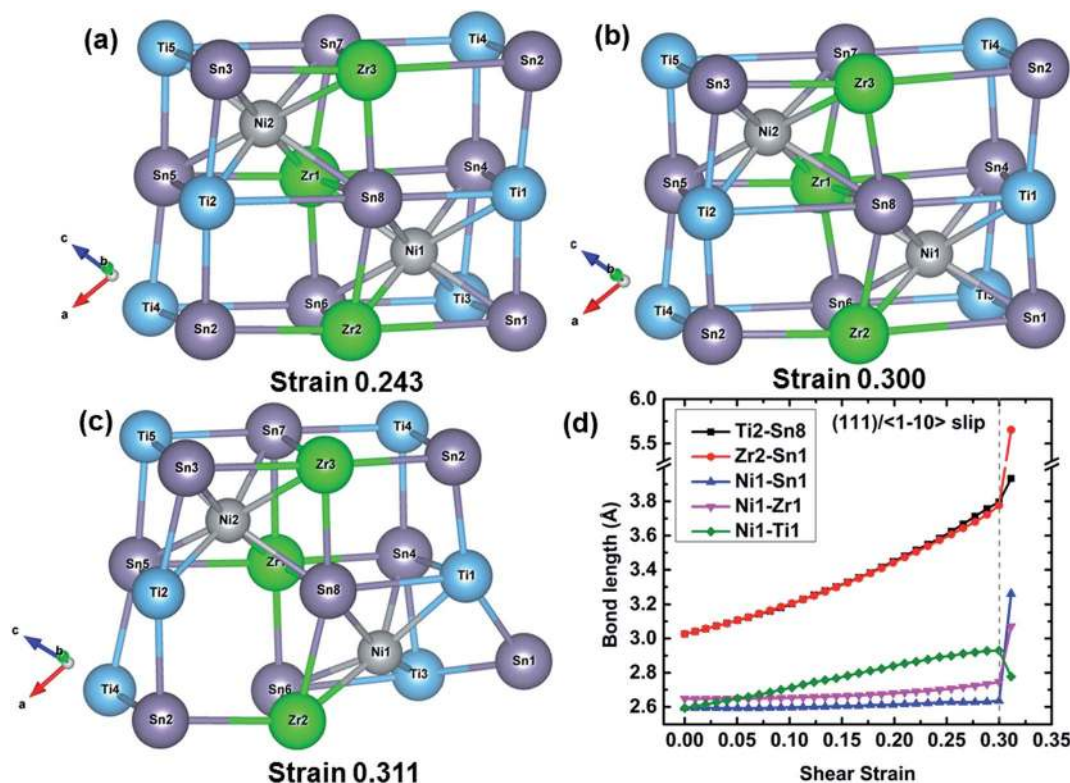 (a)
Ti5 Sn7 Ti4
Sn3 Zr3 Sn2
Ni2
Sn5 Zr1 Sn4
Ti2 Sn8 Ti1
Ni1
Ti4 Sn6 Ti3
Sn2 Zr2 Sn1
c
b
a
Strain 0.243
(b)
Ti5 Sn7 Ti4
Sn3 Zr3 Sn2
Ni2
Sn5 Zr1 Sn4
Ti2 Sn8 Ti1
Ni1
Ti4 Sn6 Ti3
Sn2 Zr2 Sn1
c
b
a
Strain 0.300
(c)
Ti5 Sn7 Ti4
Sn3 Zr3 Sn2
Ni2
Sn5 Sn4
Ti2 Sn8 Ti1
Ni1
Ti4 Sn6 Ti3 Sn1
Sn2 Zr2
c
b
a
Strain 0.311
(d)
(111)/<1-10> slip
Ti2-Sn8
Zr2-Sn1
Ni1-Sn1
Ni1-Zr1
Ni1-Ti1
Bond length (Å)
6.0
5.5
3.8
3.6
3.4
3.2
3.0
2.8
2.6
0.00 0.05 0.10 0.15 0.20 0.25 0.30 0.35
Shear Strain